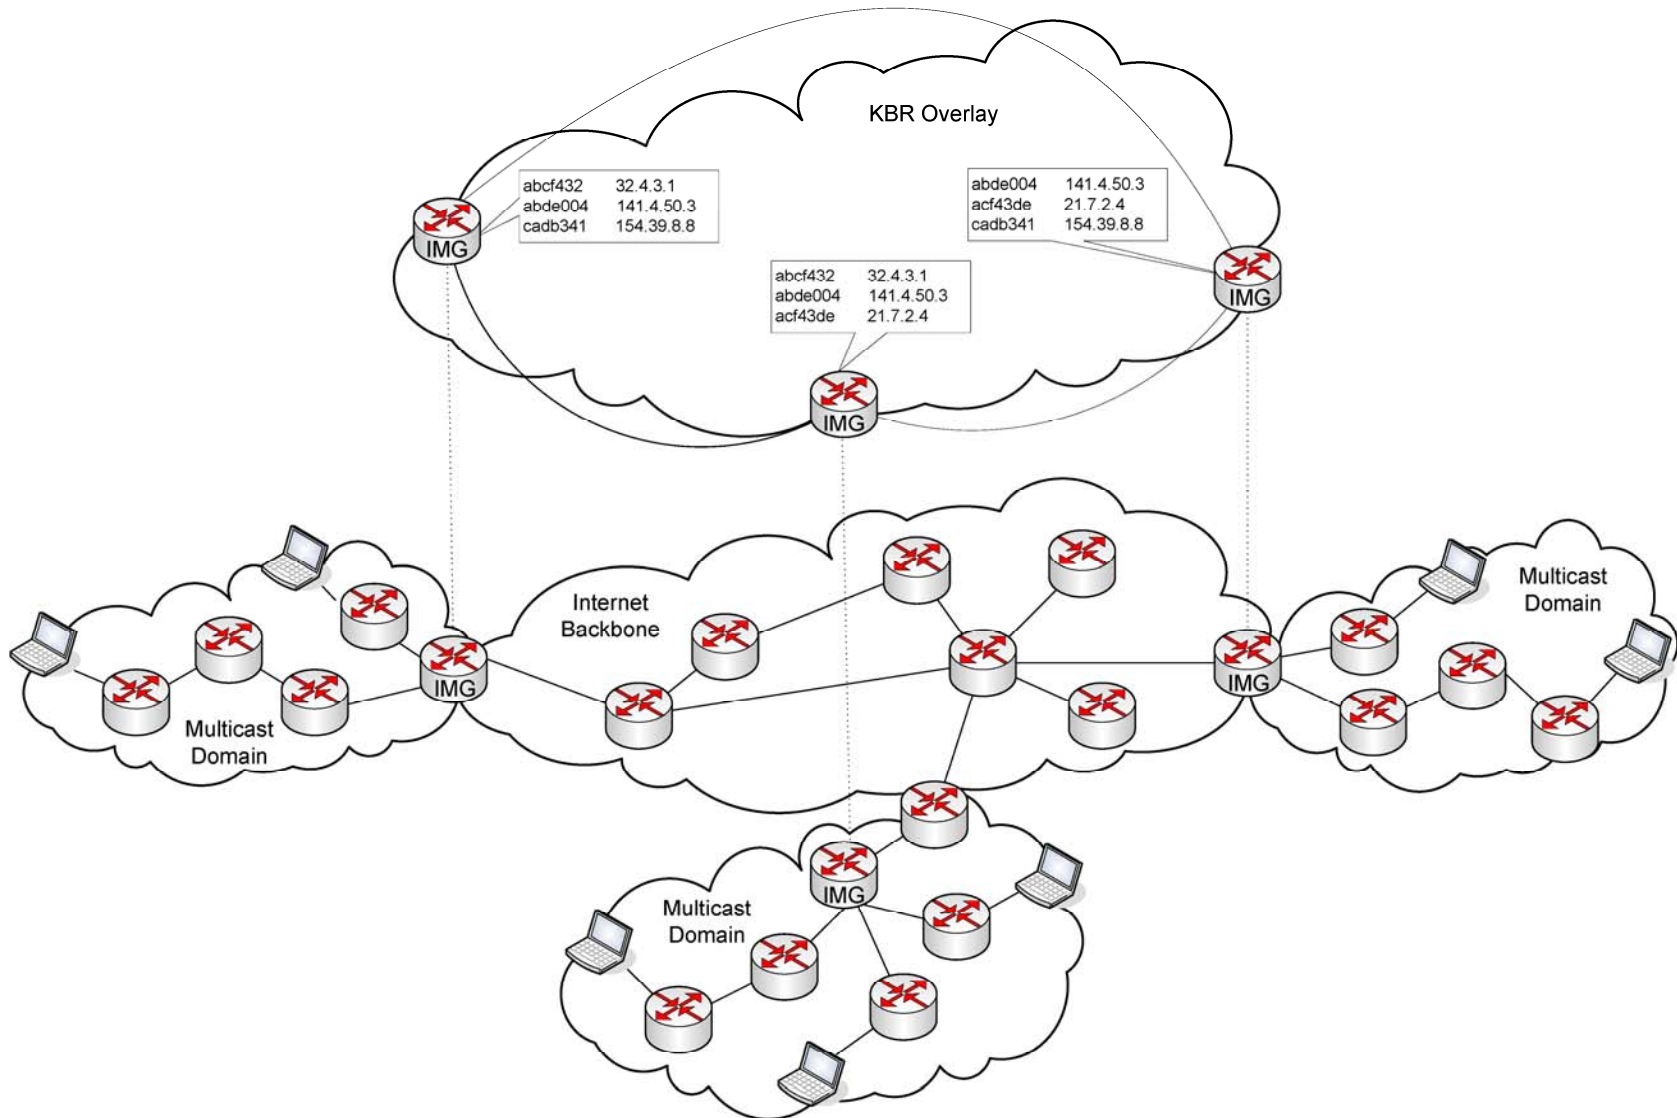 KBR Overlay
abcf432 32.4.3.1
abde004 141.4.50.3
cadb341 154.39.8.8
IMG
abde004 141.4.50.3
acf43de 21.7.2.4
cadb341 154.39.8.8
IMG
abcf432 32.4.3.1
abde004 141.4.50.3
acf43de 21.7.2.4
IMG
Internet
Backbone
Multicast
Domain
IMG
IMG
Multicast
Domain
IMG
Multicast
Domain